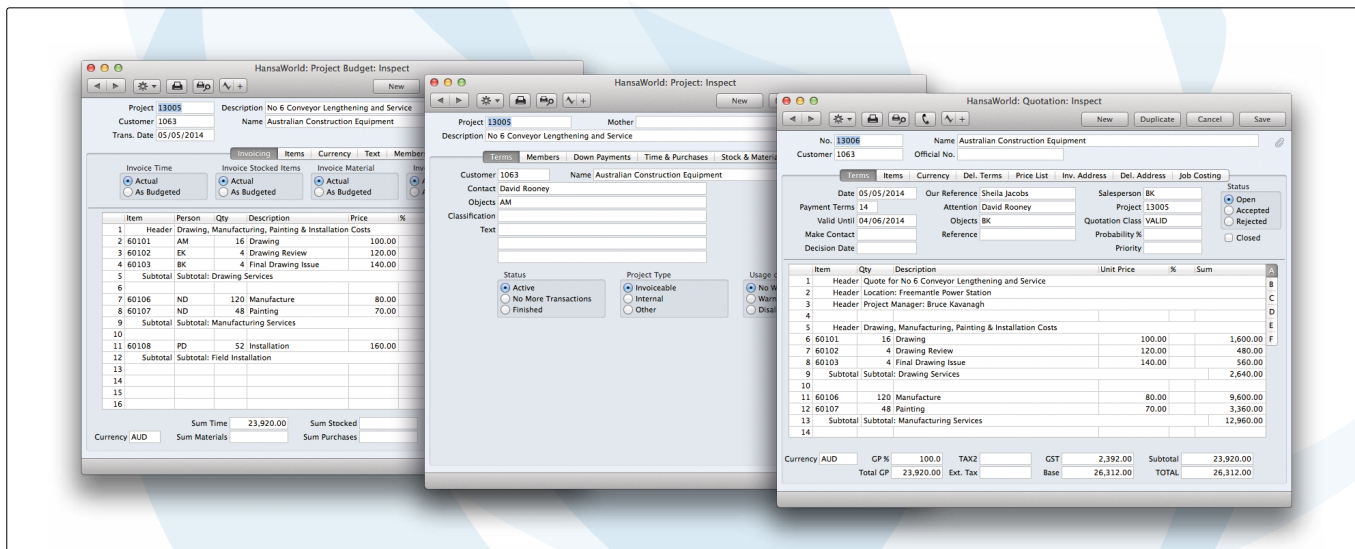 HansaWorld: Project Budget: Inspect
New
Project 13005 Description No 6 Conveyor Lengthening and Service
Customer 1063 Name Australian Construction Equipment
Trans. Date 05/05/2014
Invoicing Items Currency Text
Invoice Time Invoice Stocked Items Invoice Material
Actual Actual Actual
As Budgeted As Budgeted As Budgeted
Item Person Qty Description Price %
1 Header Drawing, Manufacturing, Painting & Installation Costs
2 60101 AM 16 Drawing 100.00
3 60102 EK 4 Drawing Review 120.00
4 60103 BK 4 Final Drawing Issue 140.00
5 Subtotal Subtotal: Drawing Services
6
7 60106 ND 120 Manufacture 80.00
8 60107 ND 48 Painting 70.00
9 Subtotal Subtotal: Manufacturing Services
10
11 60108 PD 52 Installation 160.00
12 Subtotal Subtotal: Field Installation
13
14
15
16
Sum Time 23,920.00 Sum Stocked
Currency AUD Sum Materials Sum Purchases
HansaWorld: Project: Inspect
New
Project 13005 Mother
Description No 6 Conveyor Lengthening and Service
Terms Members Down Payments Time & Purchases Stock &
Customer 1063 Name Australian Construction Equipment
Contact David Rooney
Objects AM
Classification
Text
Status Project Type Usage
Active Invoiceable No
No More Transactions Internal
Finished Other
HansaWorld: Quotation: Inspect
New Duplicate Cancel Save
No. 13006 Name Australian Construction Equipment
Customer 1063 Official No.
Terms Items Currency Del. Terms Price List Inv. Address Del. Address Job Costing
Date 05/05/2014 Our Reference Sheila Jacobs Salesperson BK Status
Payment Terms 14 Attention David Rooney Project 13005 Open
Valid Until 04/06/2014 Objects BK Quotation Class VALID Accepted
Make Contact Reference Probability % Rejected
Decision Date Priority Closed
Item Qty Description Unit Price % Sum
1 Header Quote for No 6 Conveyor Lengthening and Service
2 Header Location: Freemantle Power Station
3 Header Project Manager: Bruce Kavanagh
4
5 Header Drawing, Manufacturing, Painting & Installation Costs
6 60101 16 Drawing 100.00 1,600.00
7 60102 4 Drawing Review 120.00 480.00
8 60103 4 Final Drawing Issue 140.00 560.00
9 Subtotal Subtotal: Drawing Services 2,640.00
10
11 60106 120 Manufacture 80.00 9,600.00
12 60107 48 Painting 70.00 3,360.00
13 Subtotal Subtotal: Manufacturing Services 12,960.00
14
A
B
C
D
E
F
Currency AUD GP % 100.0 TAX2 GST 2,392.00 Subtotal 23,920.00
Total GP 23,920.00 Ext. Tax Base 26,312.00 TOTAL 26,312.00